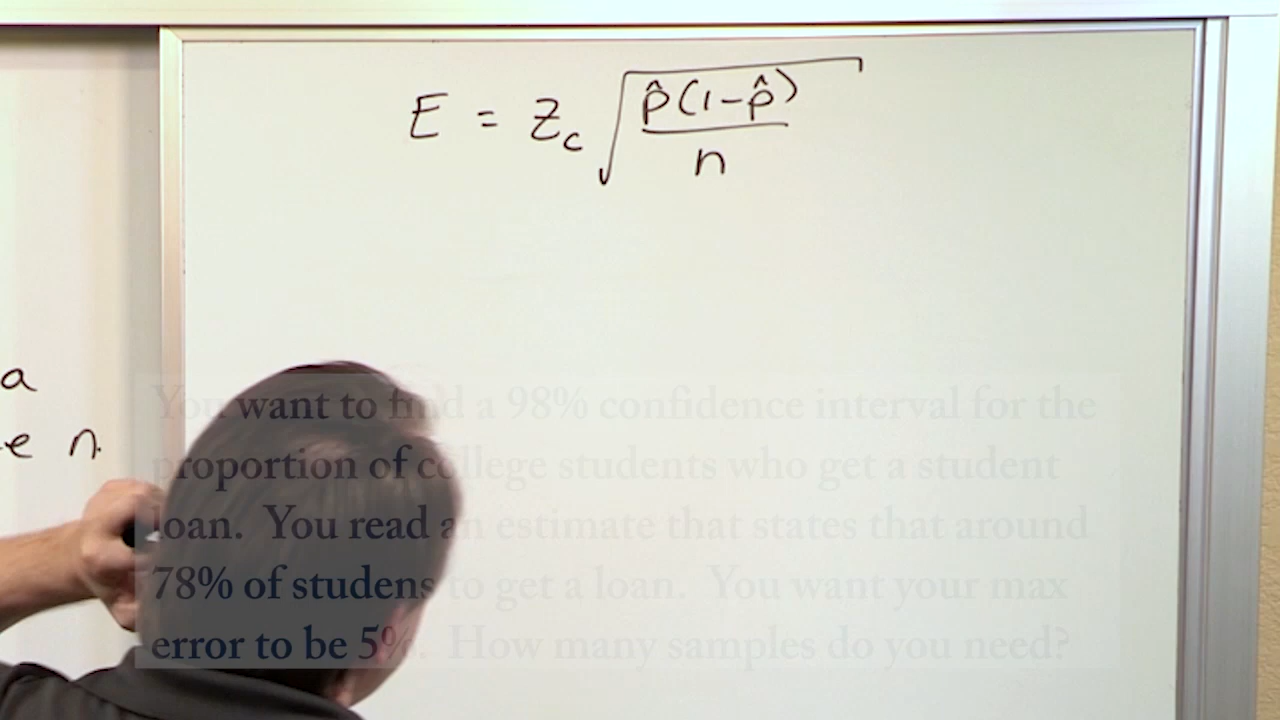 E = Zc √(p̂(1-p̂)/n)
a
e n.
You want to find a 98% confidence interval for the
proportion of college students who get a student
loan. You read an estimate that states that around
78% of studens to get a loan. You want your max
error to be 5%. How many samples do you need?